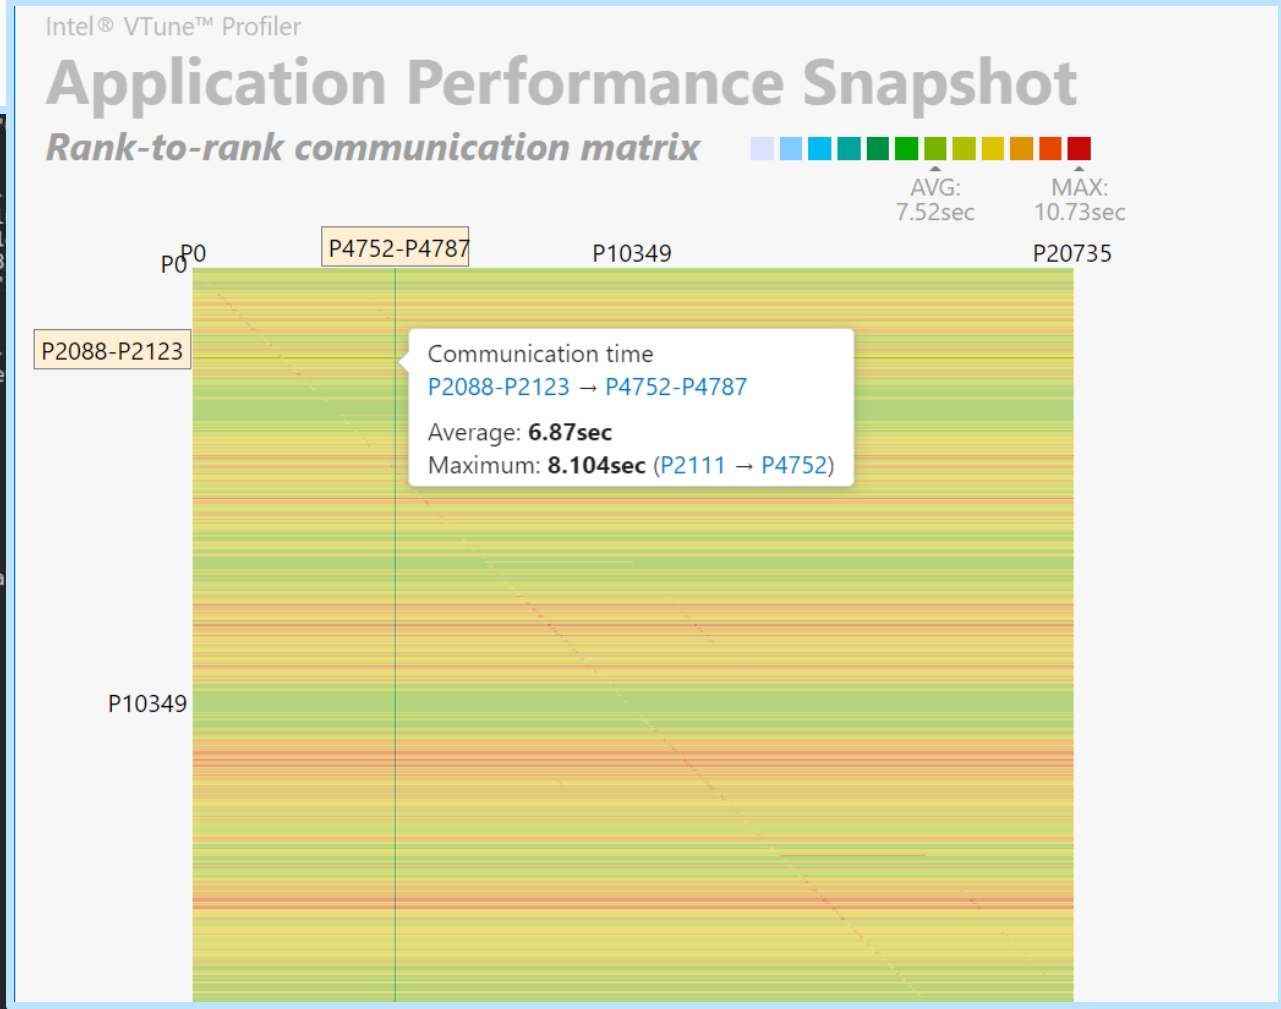 Intel® VTune™ Profiler
Application Performance Snapshot
Rank-to-rank communication matrix
AVG:
7.52sec
MAX:
10.73sec
P0
P4752-P4787
P10349
P20735
P0
P2088-P2123
Communication time
P2088-P2123 → P4752-P4787
Average: 6.87sec
Maximum: 8.104sec (P2111 → P4752)
P10349